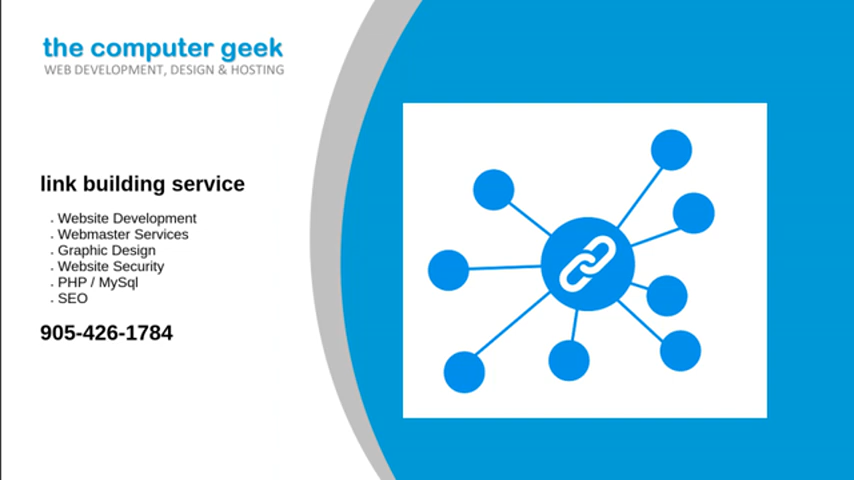 the computer geek
WEB DEVELOPMENT, DESIGN & HOSTING
link building service
. Website Development
. Webmaster Services
. Graphic Design
. Website Security
. PHP / MySql
. SEO
905-426-1784